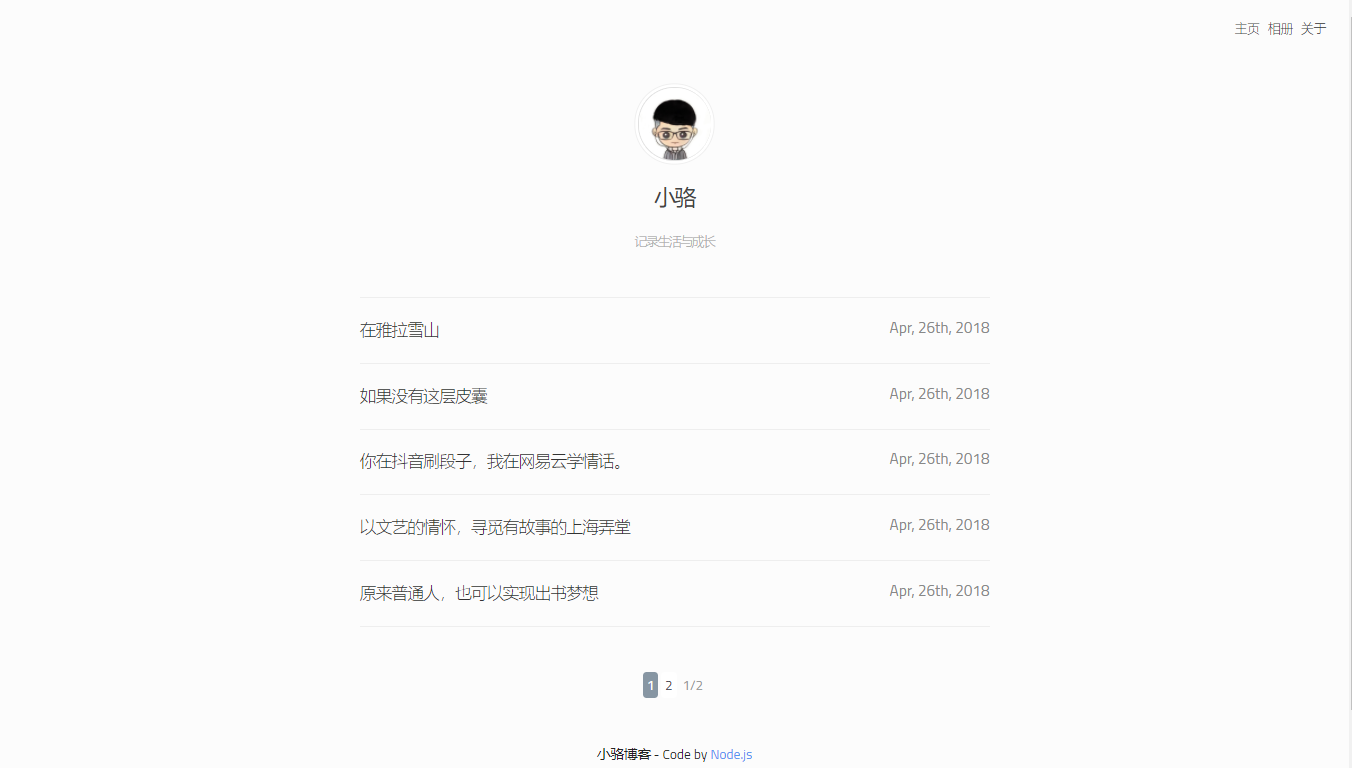 主页 相册 关于
小骆
记录生活与成长
在雅拉雪山 Apr, 26th, 2018
如果没有这层皮囊 Apr, 26th, 2018
你在抖音刷段子，我在网易云学情话。 Apr, 26th, 2018
以文艺的情怀，寻觅有故事的上海弄堂 Apr, 26th, 2018
原来普通人，也可以实现出书梦想 Apr, 26th, 2018
1 2 1/2
小骆博客 - Code by Node.js